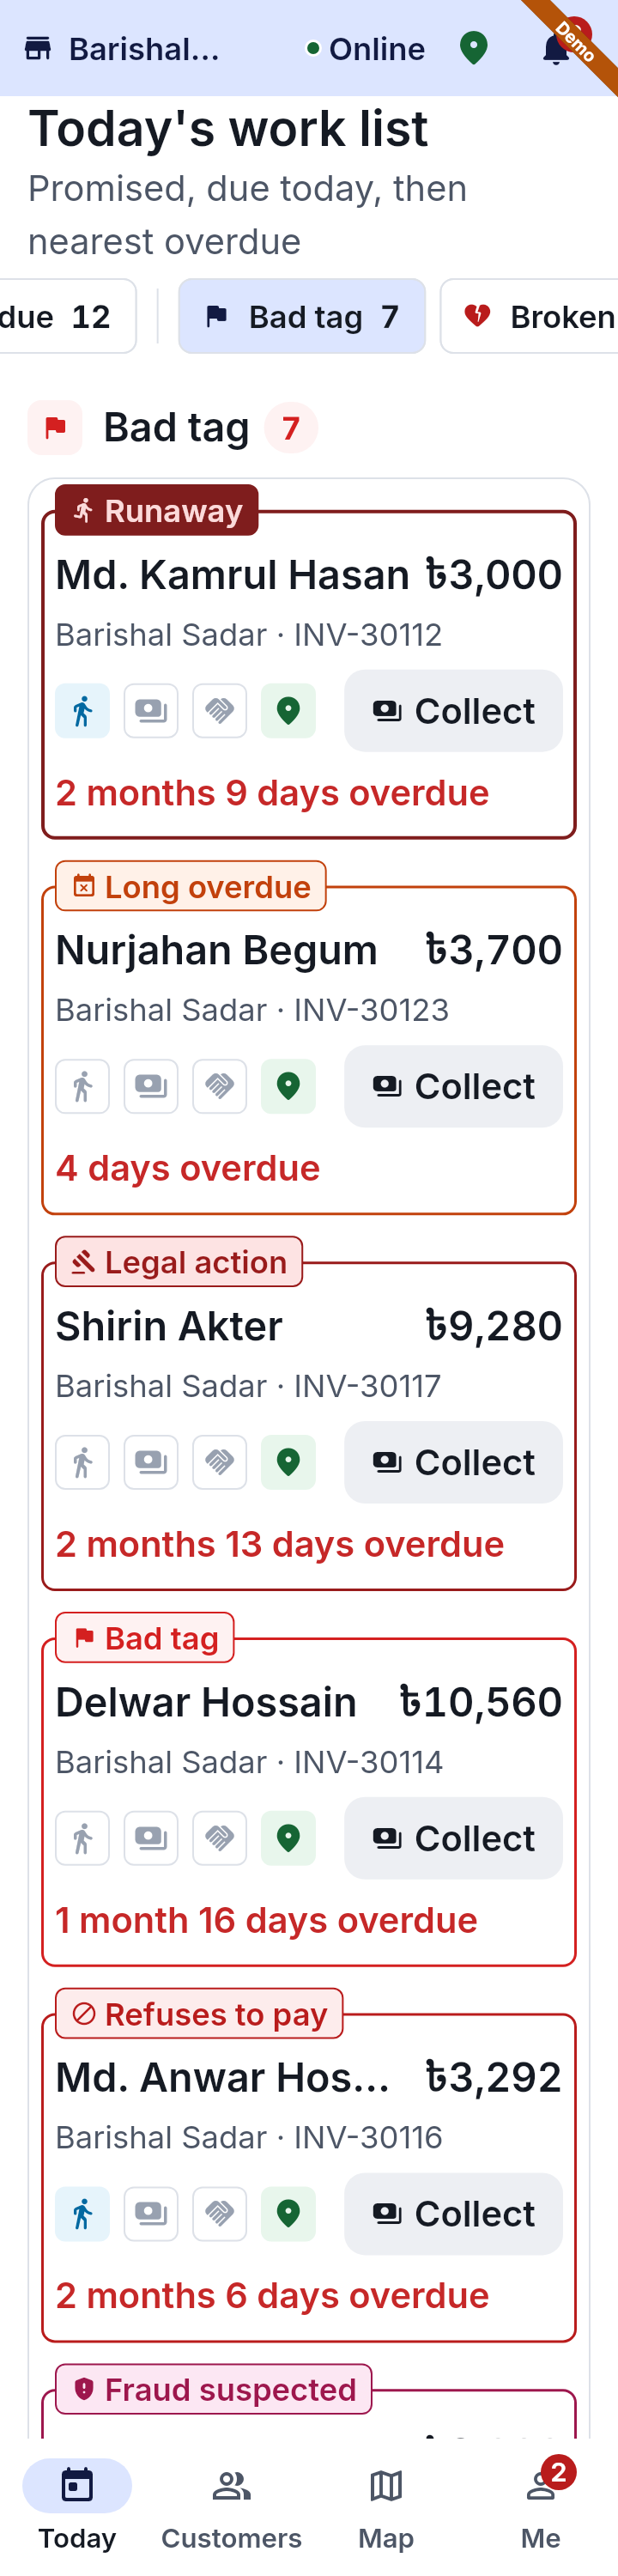 Barishal... Online
Demo
Today's work list
Promised, due today, then
nearest overdue
due 12 Bad tag 7 Broken
Bad tag 7
Runaway
Md. Kamrul Hasan ৳3,000
Barishal Sadar · INV-30112
Collect
2 months 9 days overdue
Long overdue
Nurjahan Begum ৳3,700
Barishal Sadar · INV-30123
Collect
4 days overdue
Legal action
Shirin Akter ৳9,280
Barishal Sadar · INV-30117
Collect
2 months 13 days overdue
Bad tag
Delwar Hossain ৳10,560
Barishal Sadar · INV-30114
Collect
1 month 16 days overdue
Refuses to pay
Md. Anwar Hos... ৳3,292
Barishal Sadar · INV-30116
Collect
2 months 6 days overdue
Fraud suspected
2
Today Customers Map Me